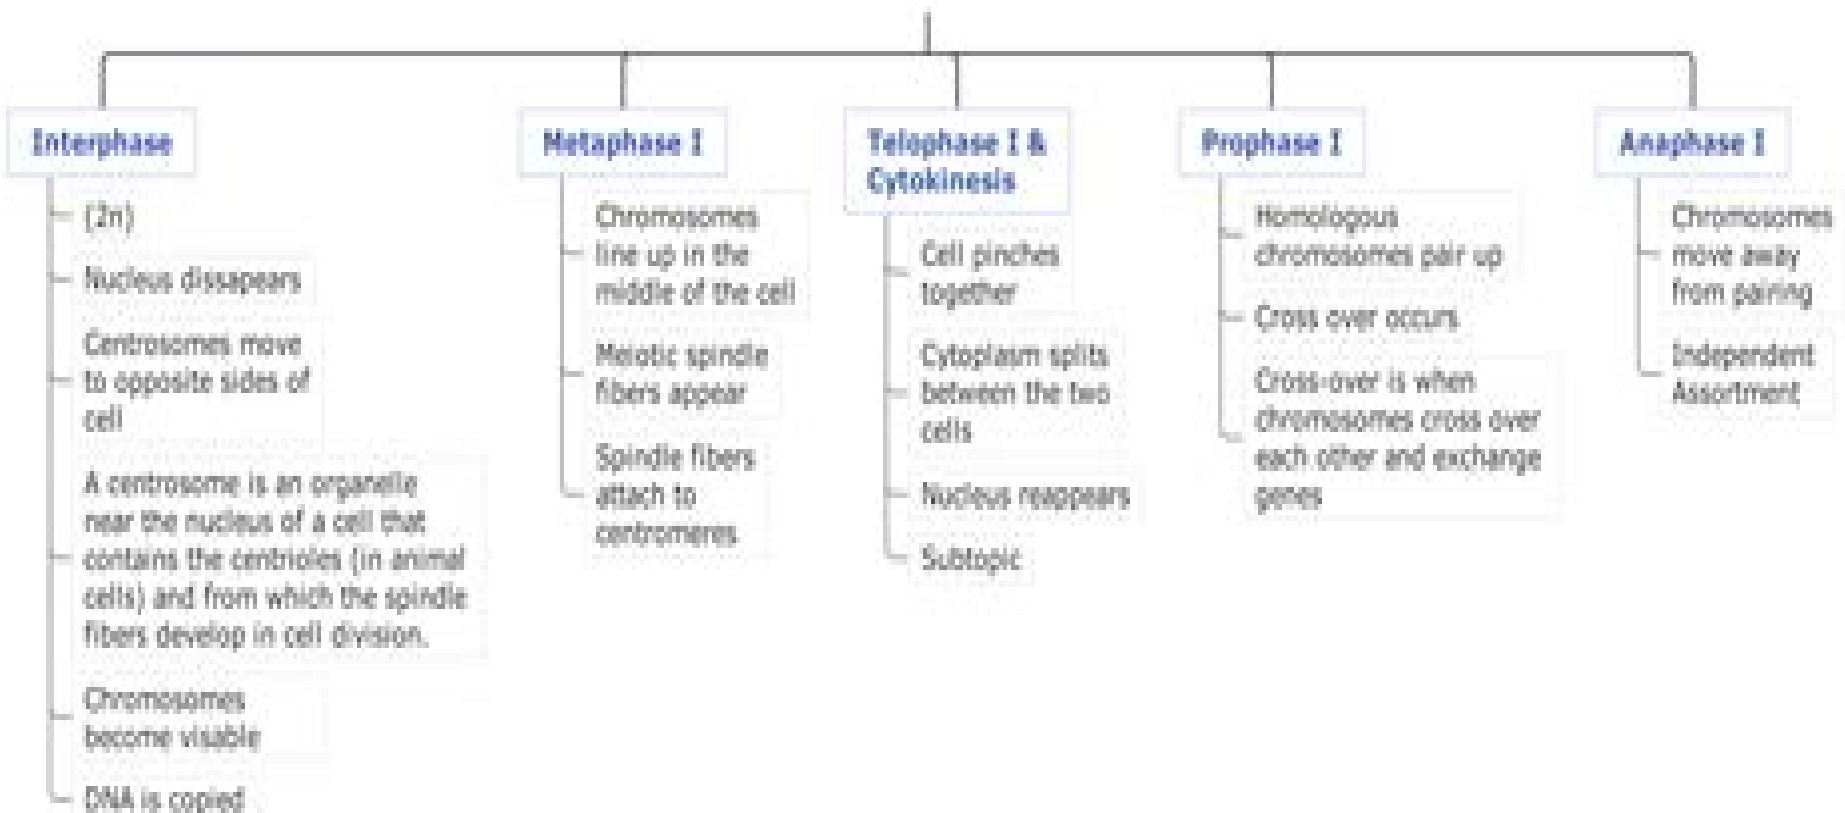 Interphase
(2n)
Nucleus dissapears
Centrosomes move
to opposite sides of
cell
A centrosome is an organelle
near the nucleus of a cell that
contains the centrioles (in animal
cells) and from which the spindle
fibers develop in cell division.
Chromosomes
become visable
DNA is copied
Metaphase I
Chromosomes
line up in the
middle of the cell
Meiotic spindle
fibers appear
Spindle fibers
attach to
centromeres
Telophase I &
Cytokinesis
Cell pinches
together
Cytoplasm splits
between the two
cells
Nucleus reappears
Subtopic
Prophase I
Homologous
chromosomes pair up
Cross over occurs
Cross-over is when
chromosomes cross over
each other and exchange
genes
Anaphase I
Chromosomes
move away
from pairing
Independent
Assortment